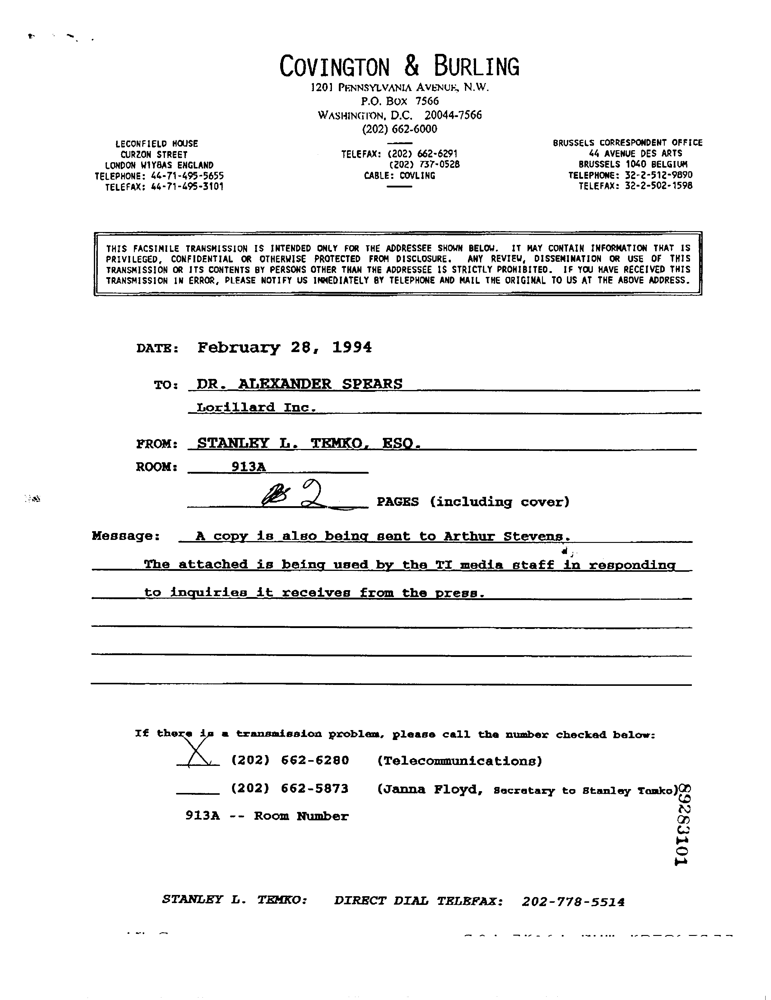 COVINGTON & BURLING
1201 PENNSYLVANIA AVENUE, N.W.
P.O. BOX 7566
WASHINGTON, D.C. 20044-7566
(202) 662-6000
LECONFIELD HOUSE
CURZON STREET
LONDON W1Y8AS ENGLAND
TELEPHONE: 44-71-495-5655
TELEFAX: 44-71-495-3101
TELEFAX: (202) 662-6291
(202) 737-0528
CABLE: COVLING
BRUSSELS CORRESPONDENT OFFICE
44 AVENUE DES ARTS
BRUSSELS 1040 BELGIUM
TELEPHONE: 32-2-512-9890
TELEFAX: 32-2-502-1598
THIS FACSIMILE TRANSMISSION IS INTENDED ONLY FOR THE ADDRESSEE SHOWN BELOW. IT MAY CONTAIN INFORMATION THAT IS
PRIVILEGED, CONFIDENTIAL OR OTHERWISE PROTECTED FROM DISCLOSURE. ANY REVIEW, DISSEMINATION OR USE OF THIS
TRANSMISSION OR ITS CONTENTS BY PERSONS OTHER THAN THE ADDRESSEE IS STRICTLY PROHIBITED. IF YOU HAVE RECEIVED THIS
TRANSMISSION IN ERROR, PLEASE NOTIFY US IMMEDIATELY BY TELEPHONE AND MAIL THE ORIGINAL TO US AT THE ABOVE ADDRESS.
DATE: February 28, 1994
TO: DR. ALEXANDER SPEARS
Lorillard Inc.
FROM: STANLEY L. TEMKO, ESQ.
ROOM: 913A
2 PAGES (including cover)
Message: A copy is also being sent to Arthur Stevens.
The attached is being used by the TI media staff in responding
to inquiries it receives from the press.
If there is a transmission problem, please call the number checked below:
X (202) 662-6280 (Telecommunications)
(202) 662-5873 (Janna Floyd, Secretary to Stanley Temko)
913A -- Room Number
89283101
STANLEY L. TEMKO: DIRECT DIAL TELEFAX: 202-778-5514